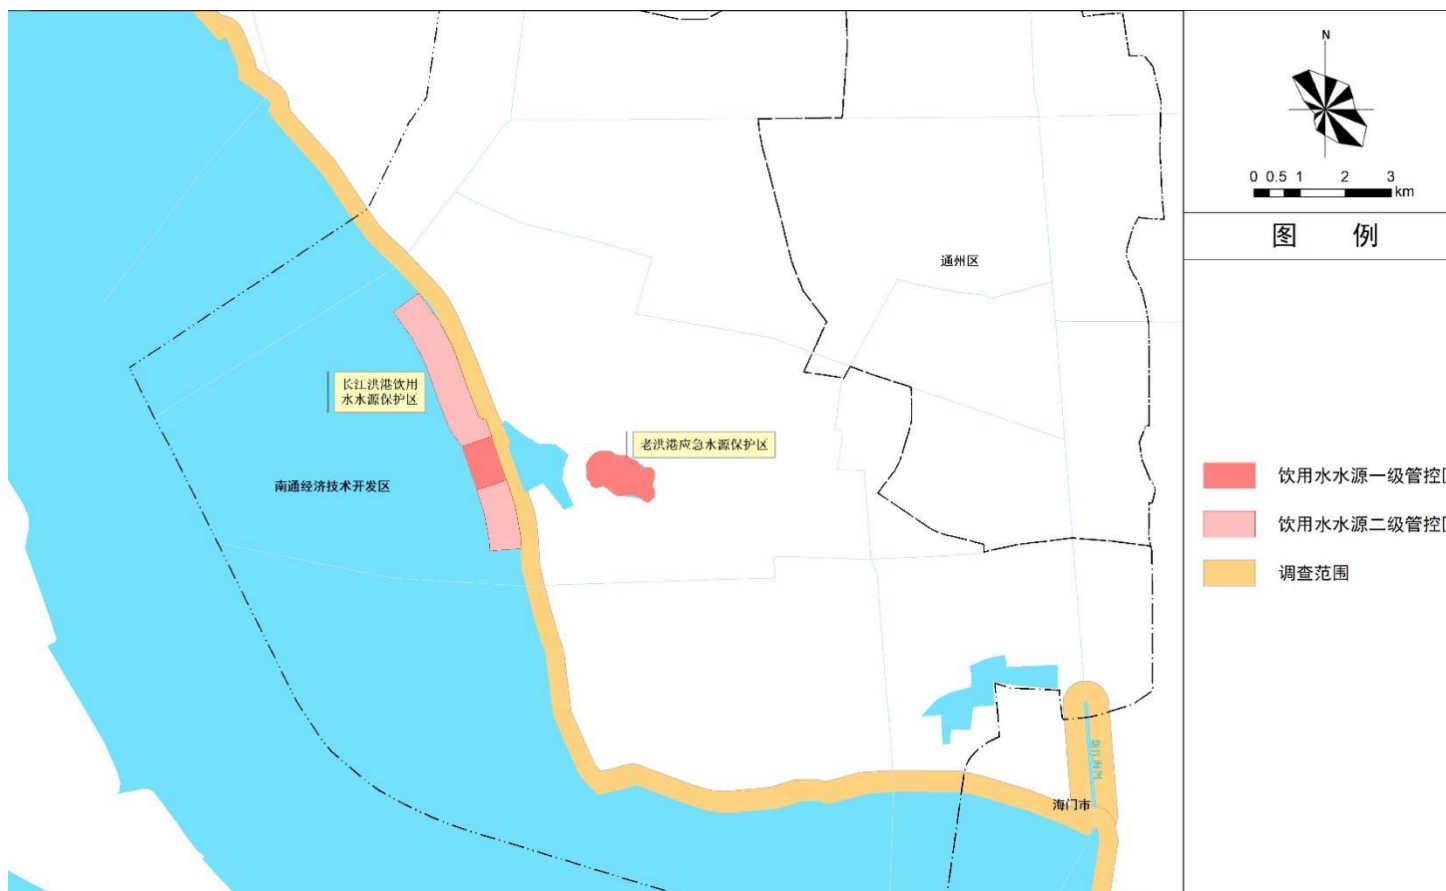 N
0 0.5 1 2 3
km
图 例
通州区
长江洪港饮用
水水源保护区
老洪港应急水源保护区
南通经济技术开发区
饮用水水源一级管控
饮用水水源二级管控
调查范围
海门市